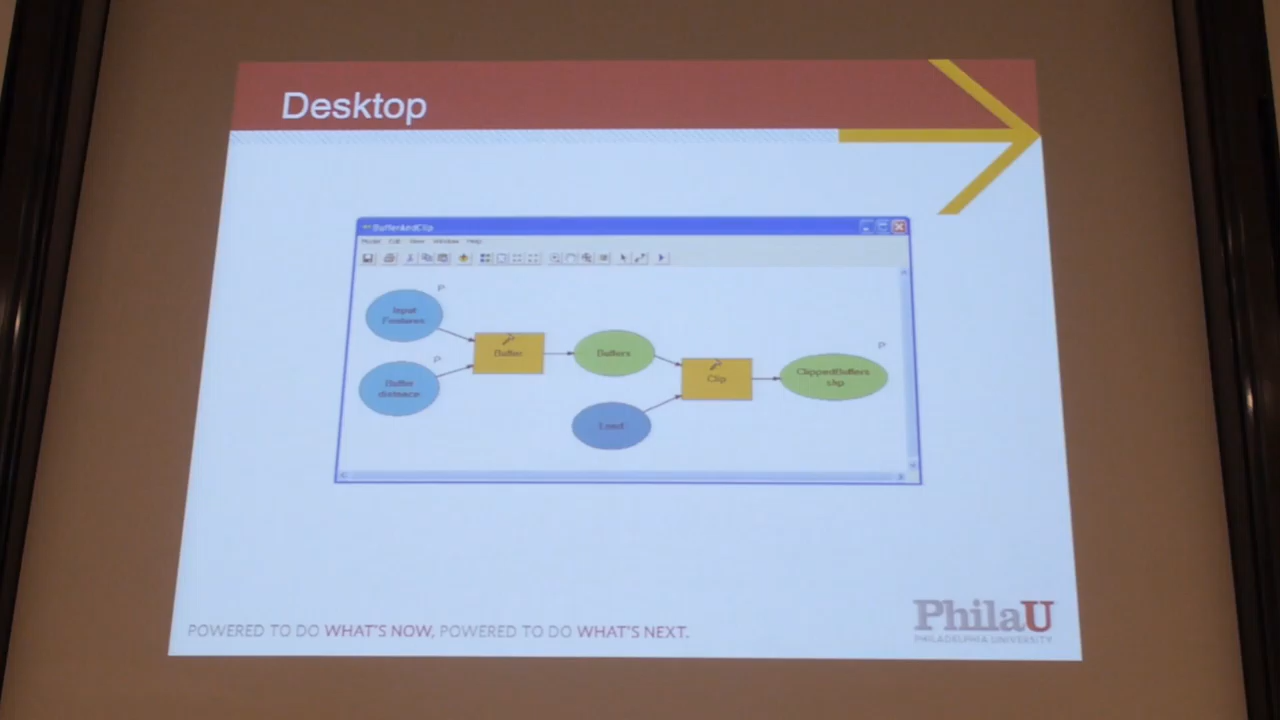 Desktop
BufferAndClip
Model Edit View Window Help
P
Input
Features
P
Buffer
distance
Buffer
Buffers
Clip
Land
P
ClippedBuffers
shp
POWERED TO DO WHAT'S NOW, POWERED TO DO WHAT'S NEXT.
PhilaU
PHILADELPHIA UNIVERSITY